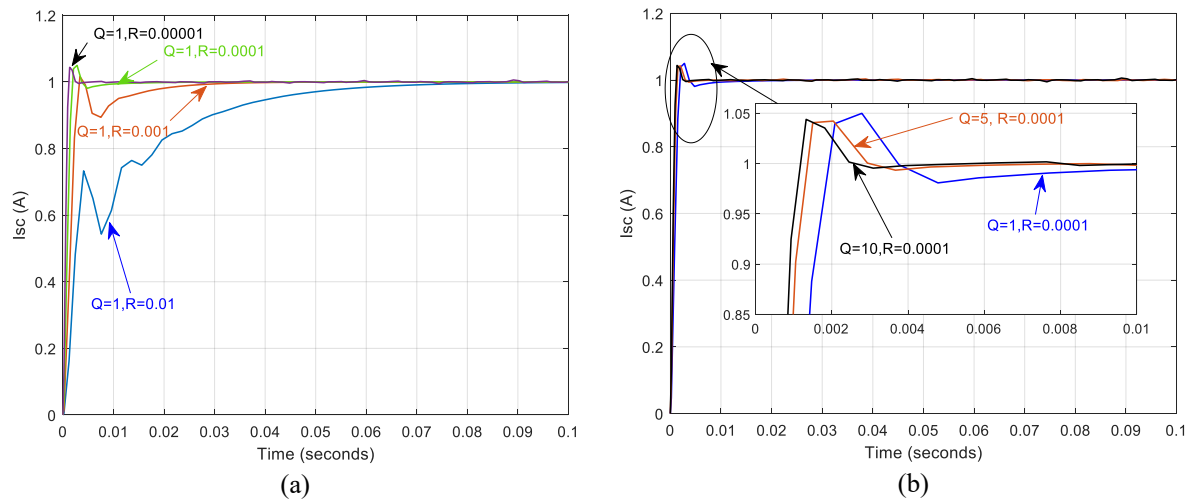 1.2
Q=1,R=0.00001
Q=1,R=0.0001
1
Q=1,R=0.001
0.8
0.6
Isc (A)
0.4
Q=1,R=0.01
0.2
0
0 0.01 0.02 0.03 0.04 0.05 0.06 0.07 0.08 0.09 0.1
Time (seconds)
(a)
1.2
1
0.8
0.6
Isc (A)
0.4
0.2
0
1.05
Q=5, R=0.0001
1
0.95
Q=1,R=0.0001
Q=10,R=0.0001
0.9
0.85
0 0.002 0.004 0.006 0.008 0.01
0 0.01 0.02 0.03 0.04 0.05 0.06 0.07 0.08 0.09 0.1
Time (seconds)
(b)